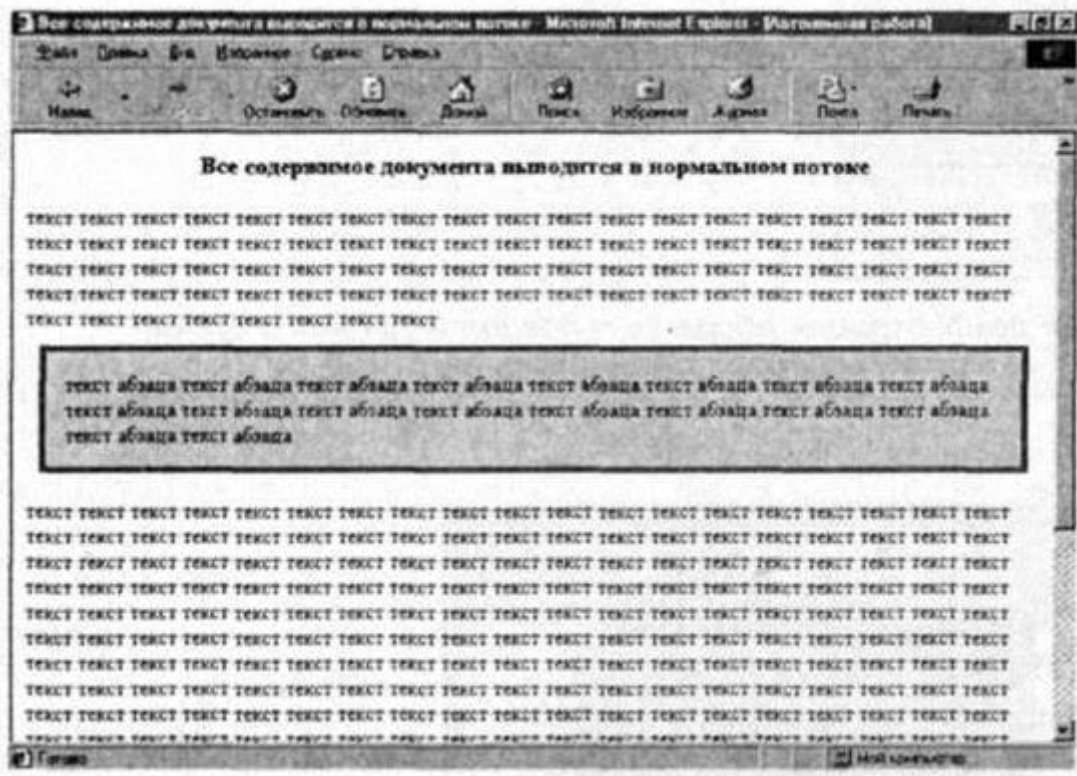 Все содержимое документа выводится в нормальном потоке - Microsoft Internet Explorer - [Автономная работа]
Файл Правка Вид Избранное Сервис Справка
Назад Остановить Обновить Домой Поиск Избранное Журнал Почта Печать
Все содержимое документа выводится в нормальном потоке
текст текст текст текст текст текст текст текст текст текст текст текст текст текст текст текст текст текст текст
текст текст текст текст текст текст текст текст текст текст текст текст текст текст текст текст текст текст текст
текст текст текст текст текст текст текст текст текст текст текст текст текст текст текст текст текст текст текст
текст текст текст текст текст текст текст текст текст текст текст текст текст текст текст текст текст текст текст
текст текст текст текст текст текст текст текст
текст абзаца текст абзаца текст абзаца текст абзаца текст абзаца текст абзаца текст абзаца текст абзаца
текст абзаца текст абзаца текст абзаца текст абзаца текст абзаца текст абзаца текст абзаца текст абзаца
текст абзаца текст абзаца
текст текст текст текст текст текст текст текст текст текст текст текст текст текст текст текст текст текст текст
текст текст текст текст текст текст текст текст текст текст текст текст текст текст текст текст текст текст текст
текст текст текст текст текст текст текст текст текст текст текст текст текст текст текст текст текст текст текст
текст текст текст текст текст текст текст текст текст текст текст текст текст текст текст текст текст текст текст
текст текст текст текст текст текст текст текст текст текст текст текст текст текст текст текст текст текст текст
текст текст текст текст текст текст текст текст текст текст текст текст текст текст текст текст текст текст текст
текст текст текст текст текст текст текст текст текст текст текст текст текст текст текст текст текст текст текст
текст текст текст текст текст текст текст текст текст текст текст текст текст текст текст текст текст текст текст
текст текст текст текст текст текст текст текст текст текст текст текст текст текст текст текст текст текст текст
Готово Мой компьютер